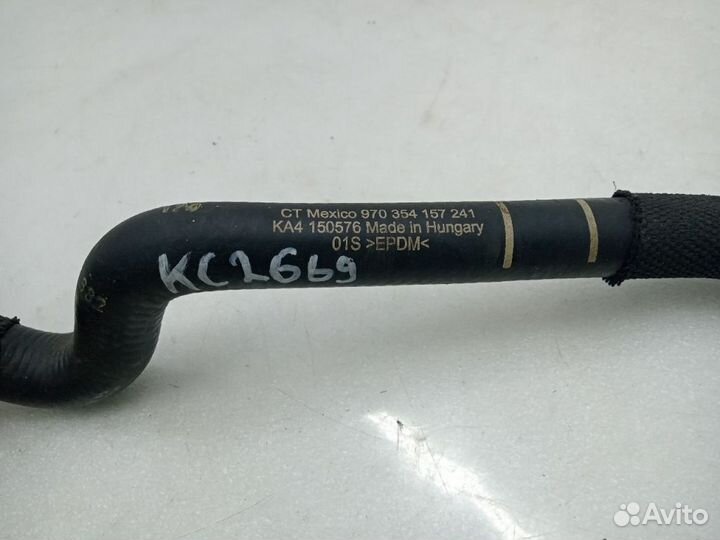 CT Mexico 970 354 157 241
KA4 150576 Made in Hungary
01S >EPDM<
KC2669
Avito